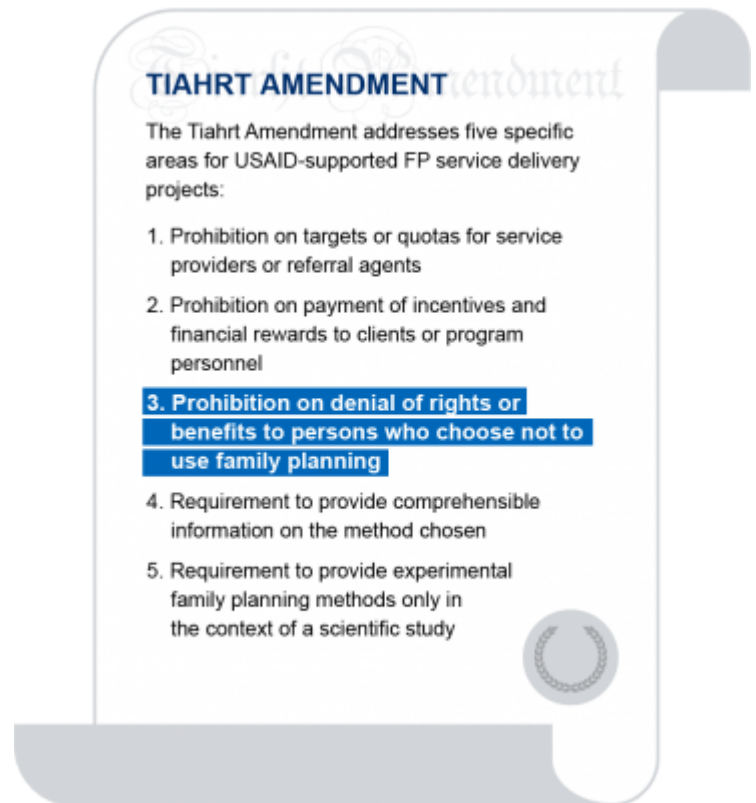 Tiahrt Amendment
TIAHRT AMENDMENT
The Tiahrt Amendment addresses five specific
areas for USAID-supported FP service delivery
projects:
1. Prohibition on targets or quotas for service
providers or referral agents
2. Prohibition on payment of incentives and
financial rewards to clients or program
personnel
3. Prohibition on denial of rights or
benefits to persons who choose not to
use family planning
4. Requirement to provide comprehensible
information on the method chosen
5. Requirement to provide experimental
family planning methods only in
the context of a scientific study